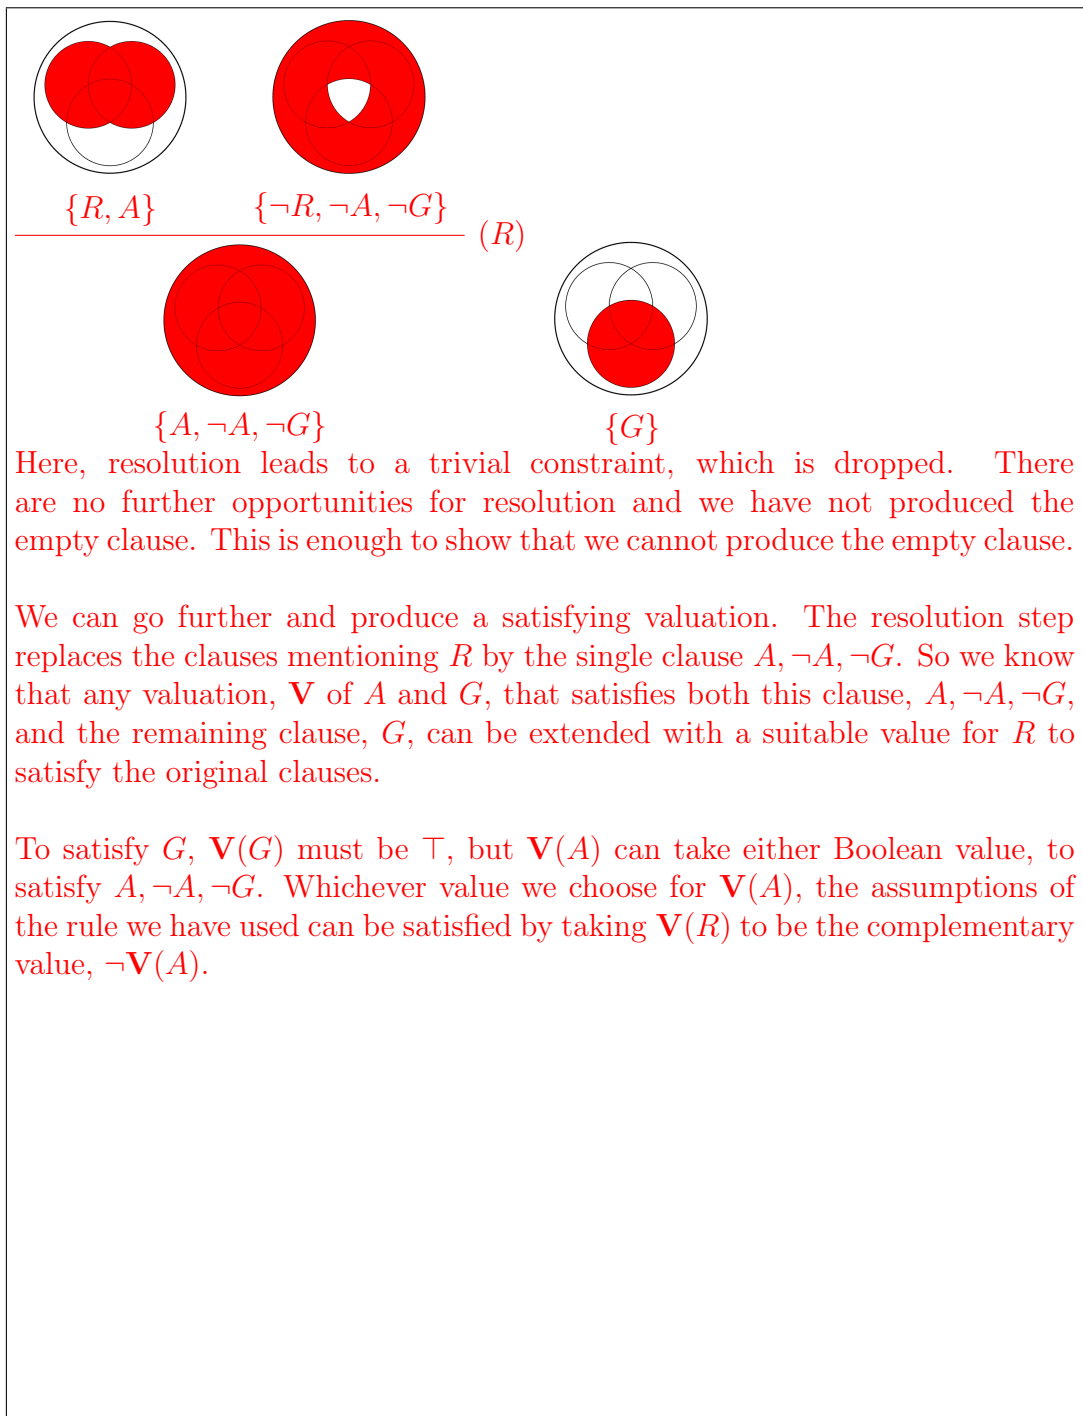 {R, A} {¬R, ¬A, ¬G}
(R)
{A, ¬A, ¬G} {G}
Here, resolution leads to a trivial constraint, which is dropped. There
are no further opportunities for resolution and we have not produced the
empty clause. This is enough to show that we cannot produce the empty clause.
We can go further and produce a satisfying valuation. The resolution step
replaces the clauses mentioning R by the single clause A, ¬A, ¬G. So we know
that any valuation, V of A and G, that satisfies both this clause, A, ¬A, ¬G,
and the remaining clause, G, can be extended with a suitable value for R to
satisfy the original clauses.
To satisfy G, V(G) must be ⊤, but V(A) can take either Boolean value, to
satisfy A, ¬A, ¬G. Whichever value we choose for V(A), the assumptions of
the rule we have used can be satisfied by taking V(R) to be the complementary
value, ¬V(A).